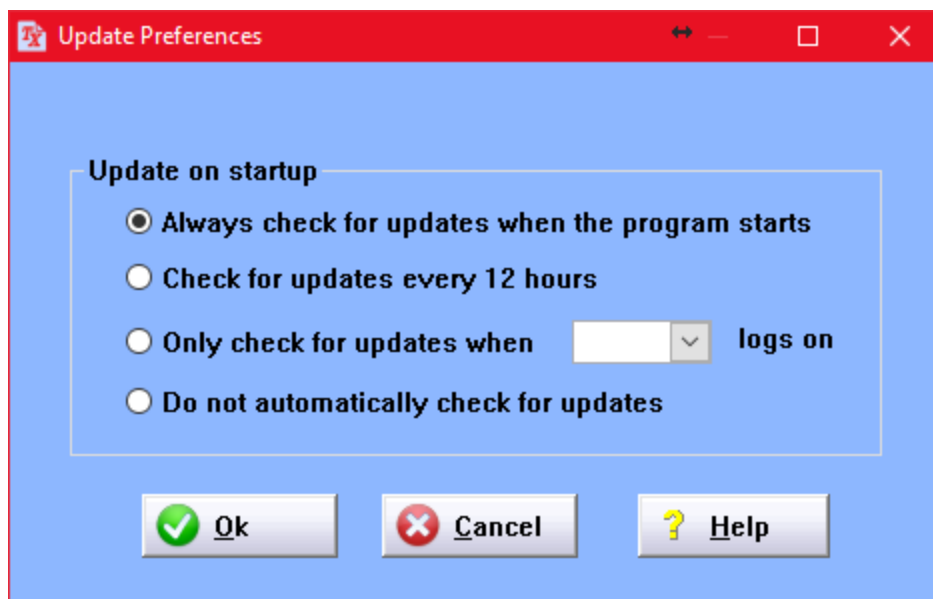 Update Preferences
Update on startup
Always check for updates when the program starts
Check for updates every 12 hours
Only check for updates when logs on
Do not automatically check for updates
Ok Cancel Help